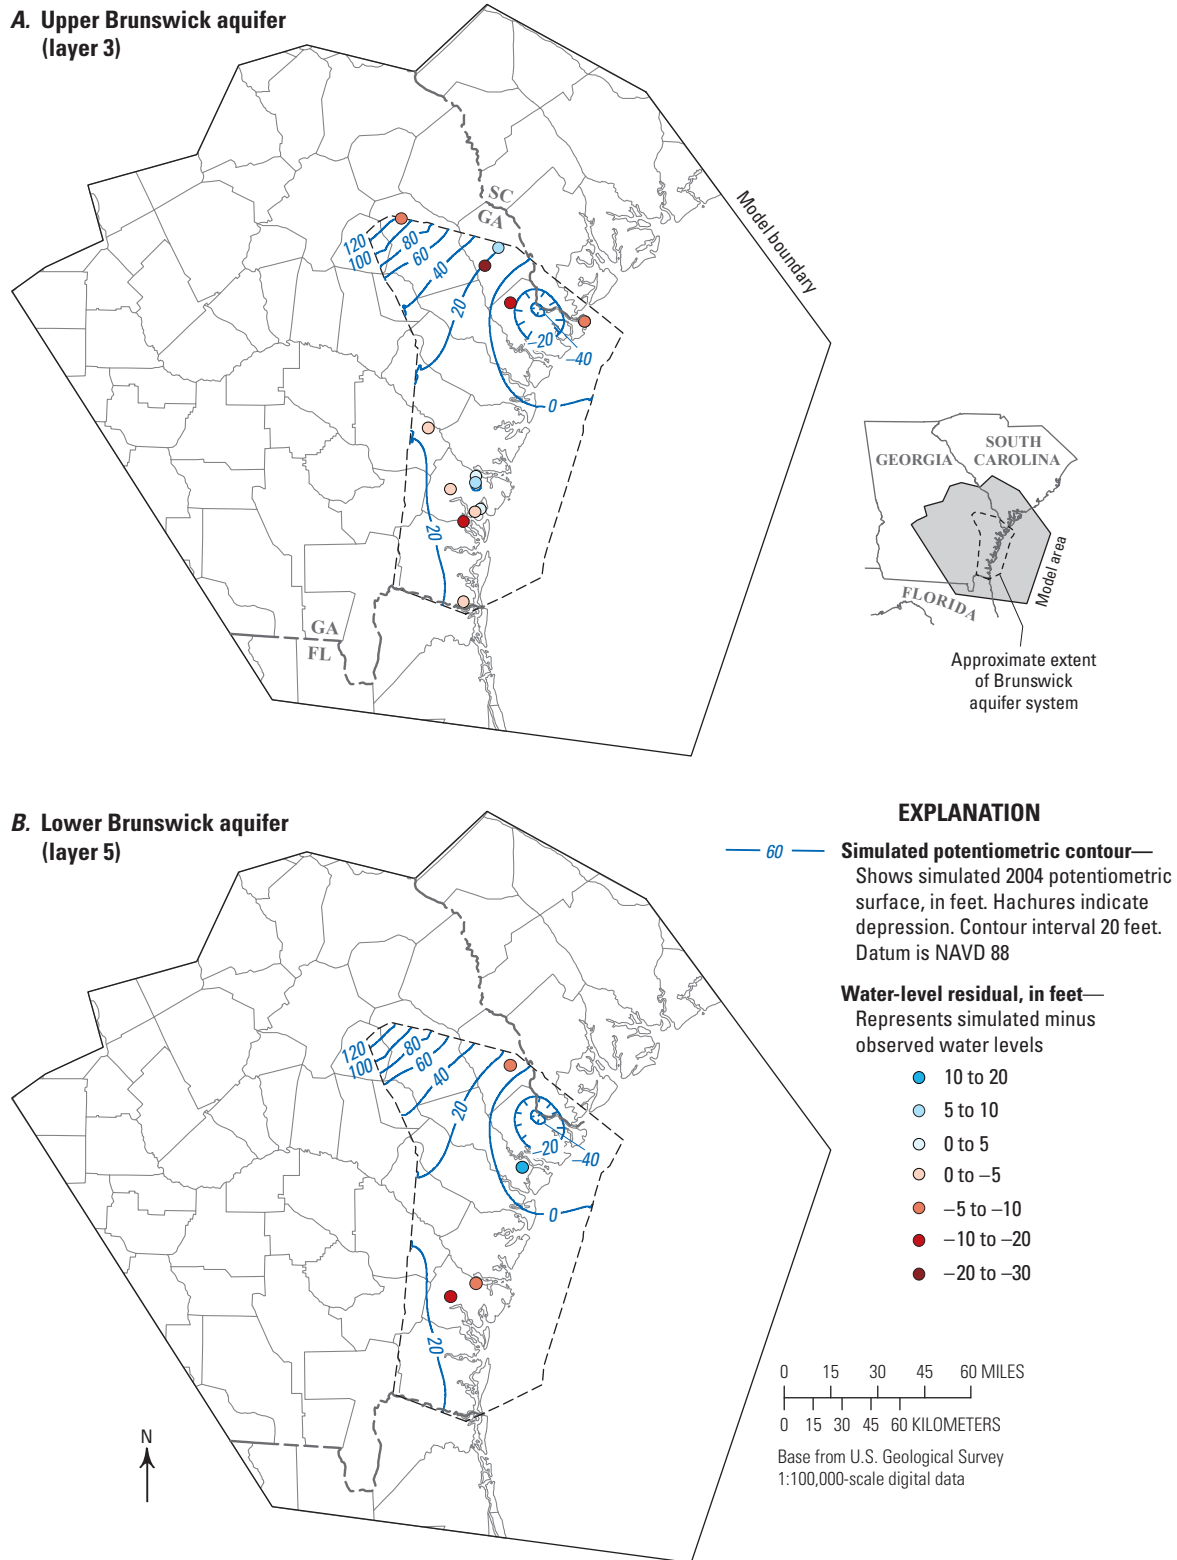 A. Upper Brunswick aquifer
(layer 3)
SC
GA
Model boundary
120
100
80
60
40
20
−20
−40
0
20
GA
FL
GEORGIA
SOUTH
CAROLINA
FLORIDA
Model area
Approximate extent
of Brunswick
aquifer system
B. Lower Brunswick aquifer
(layer 5)
120
100
80
60
40
20
−20
−40
0
20
N
EXPLANATION
60
Simulated potentiometric contour—
Shows simulated 2004 potentiometric
surface, in feet. Hachures indicate
depression. Contour interval 20 feet.
Datum is NAVD 88
Water-level residual, in feet—
Represents simulated minus
observed water levels
10 to 20
5 to 10
0 to 5
0 to −5
−5 to −10
−10 to −20
−20 to −30
0 15 30 45 60 MILES
0 15 30 45 60 KILOMETERS
Base from U.S. Geological Survey
1:100,000-scale digital data